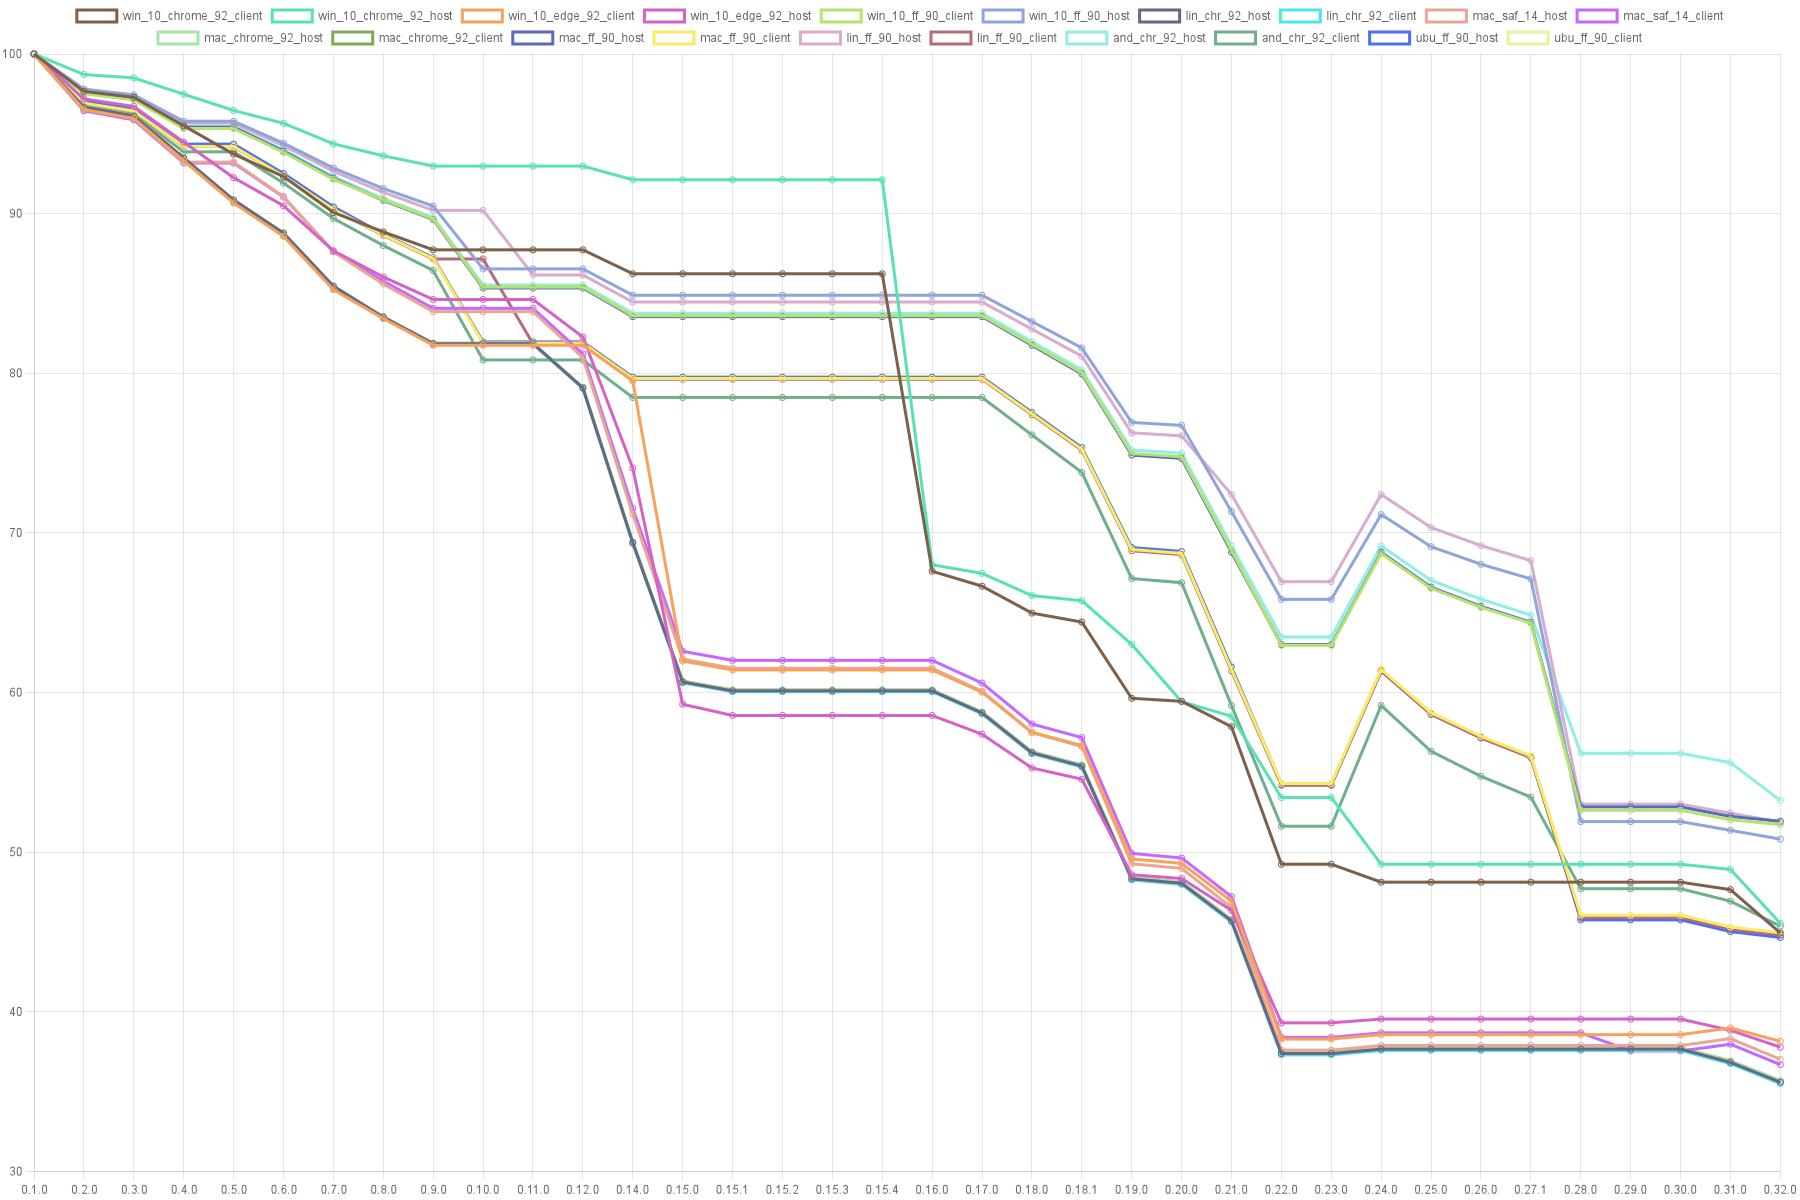 win_10_chrome_92_client win_10_chrome_92_host win_10_edge_92_client win_10_edge_92_host win_10_ff_90_client win_10_ff_90_host lin_chr_92_host lin_chr_92_client mac_saf_14_host mac_saf_14_client
mac_chrome_92_host mac_chrome_92_client mac_ff_90_host mac_ff_90_client lin_ff_90_host lin_ff_90_client and_chr_92_host and_chr_92_client ubu_ff_90_host ubu_ff_90_client
100
90
80
70
60
50
40
30
0.1.0 0.2.0 0.3.0 0.4.0 0.5.0 0.6.0 0.7.0 0.8.0 0.9.0 0.10.0 0.11.0 0.12.0 0.14.0 0.15.0 0.15.1 0.15.2 0.15.3 0.15.4 0.16.0 0.17.0 0.18.0 0.18.1 0.19.0 0.20.0 0.21.0 0.22.0 0.23.0 0.24.0 0.25.0 0.26.0 0.27.1 0.28.0 0.29.0 0.30.0 0.31.0 0.32.0